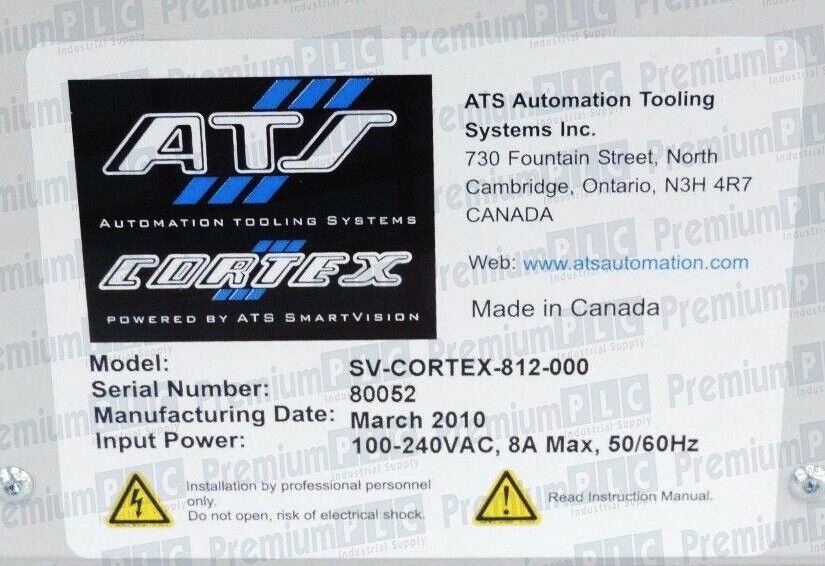 ATS
AUTOMATION TOOLING SYSTEMS
CORTEX
POWERED BY ATS SMARTVISION
ATS Automation Tooling
Systems Inc.
730 Fountain Street, North
Cambridge, Ontario, N3H 4R7
CANADA
Web: www.atsautomation.com
Made in Canada
Model: SV-CORTEX-812-000
Serial Number: 80052
Manufacturing Date: March 2010
Input Power: 100-240VAC, 8A Max, 50/60Hz
Installation by professional personnel
only.
Do not open, risk of electrical shock.
Read Instruction Manual.
PremiumPLC
Industrial Supply